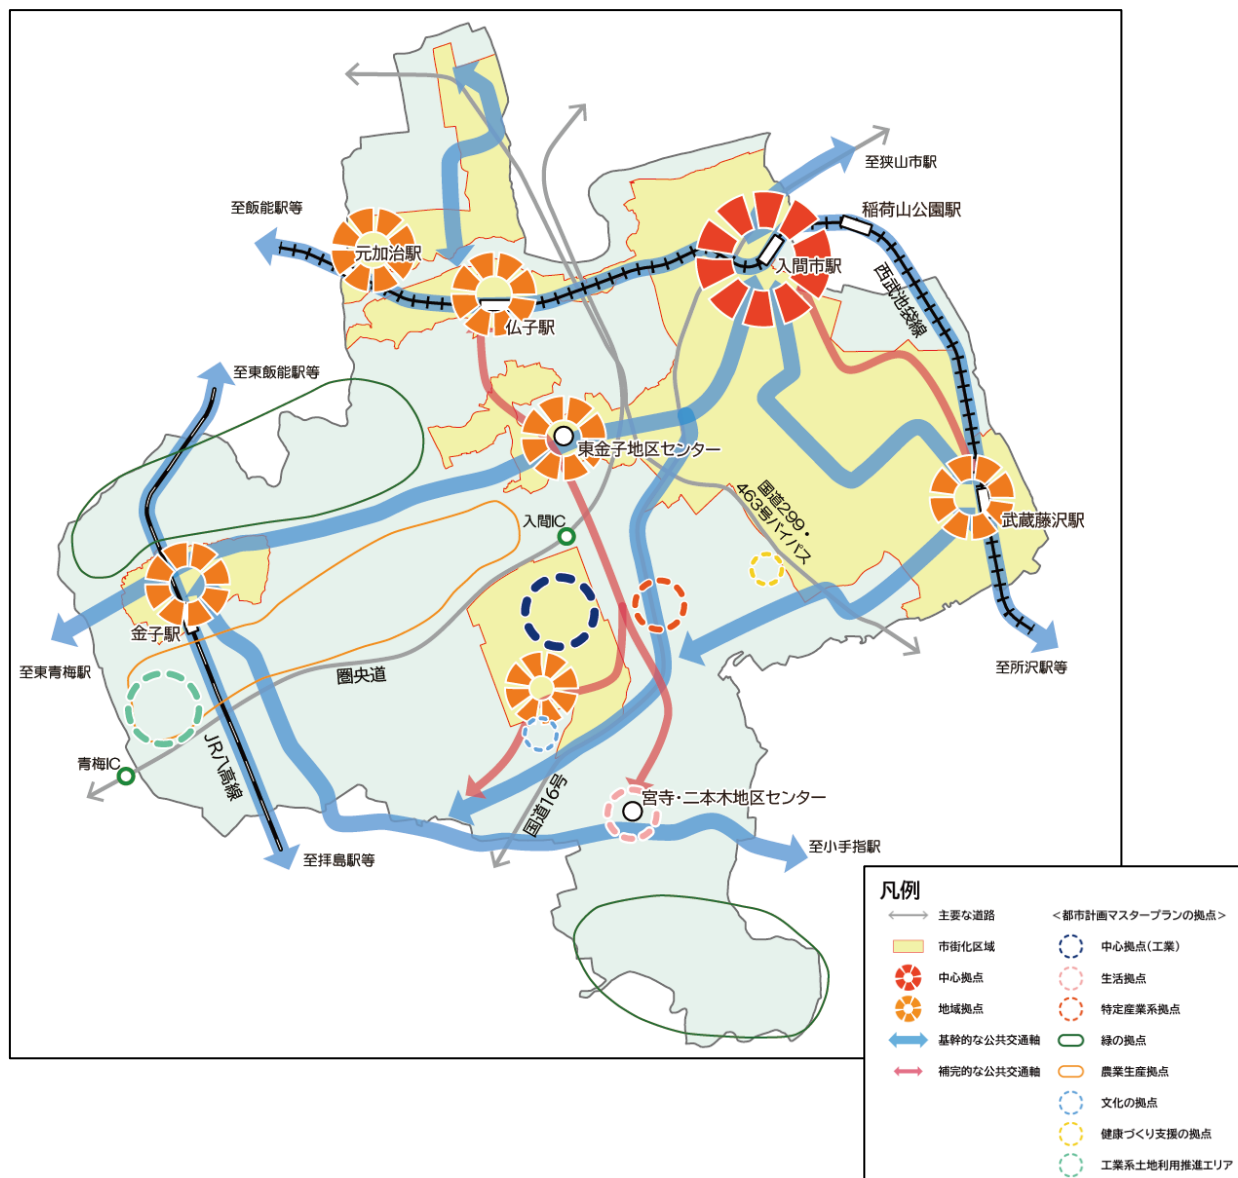 至狭山市駅
稲荷山公園駅
至飯能駅等
元加治駅
入間市駅
西武池袋線
仏子駅
至東飯能駅等
東金子地区センター
国道299・
463号バイパス
武蔵藤沢駅
入間IC
金子駅
至東青梅駅
圏央道
至所沢駅等
青梅IC
JR八高線
国道16号
宮寺・二本木地区センター
至拝島駅等
至小手指駅
凡例
主要な道路
市街化区域
中心拠点
地域拠点
基幹的な公共交通軸
補完的な公共交通軸
＜都市計画マスタープランの拠点＞
中心拠点(工業)
生活拠点
特定産業系拠点
緑の拠点
農業生産拠点
文化の拠点
健康づくり支援の拠点
工業系土地利用推進エリア